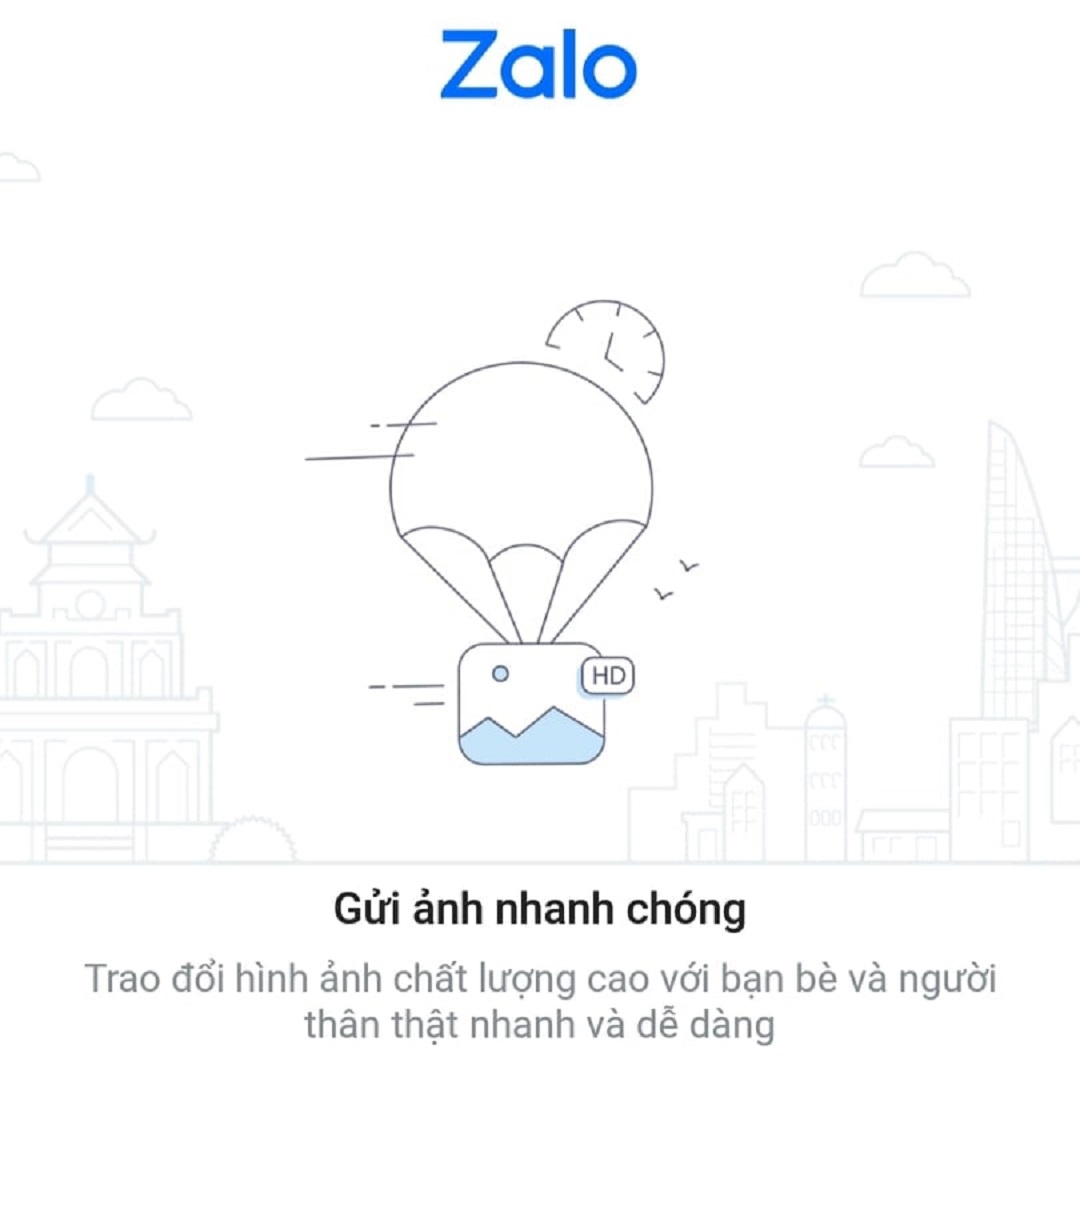 Zalo
HD
Gửi ảnh nhanh chóng
Trao đổi hình ảnh chất lượng cao với bạn bè và người
thân thật nhanh và dễ dàng